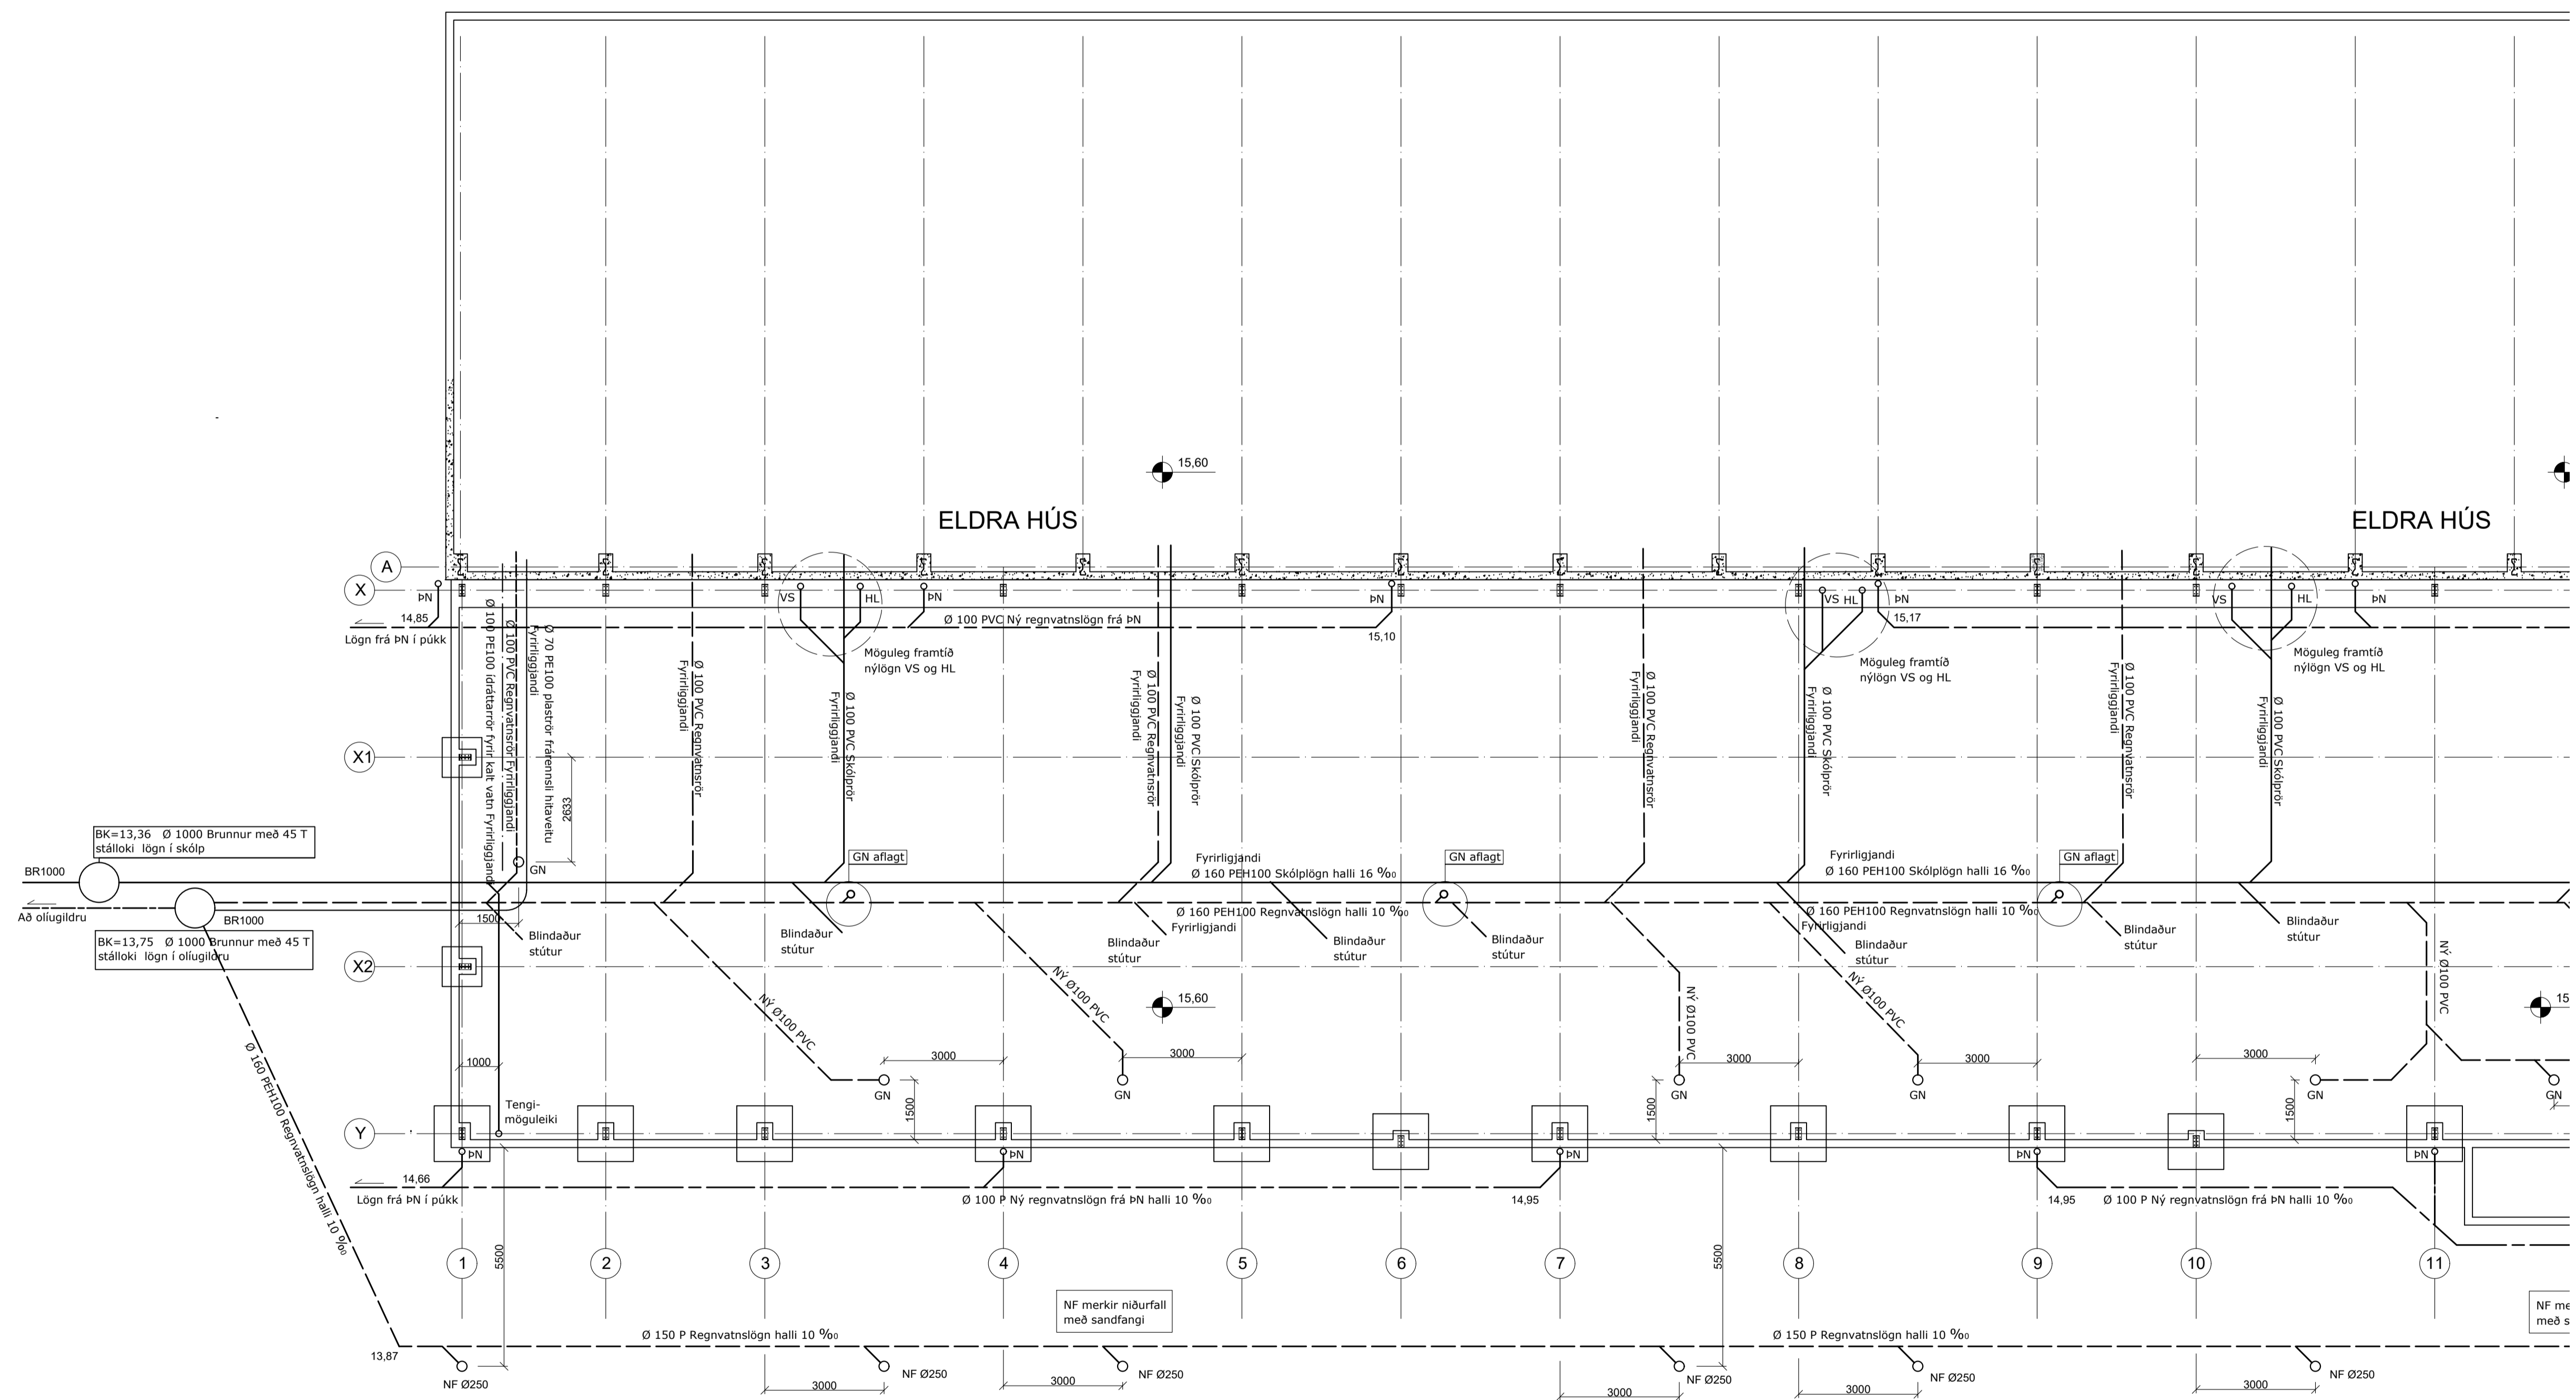 15,60
ELDRA HÚS
ELDRA HÚS
A
X
ÞN
VS
HL
ÞN
ÞN
VS
HL
ÞN
VS
HL
ÞN
14,85
Lögn frá ÞN í púkk
Ø 100 PVC Ný regnvatnslögn frá ÞN
15,10
15,17
Möguleg framtíð
nýlögn VS og HL
Möguleg framtíð
nýlögn VS og HL
Möguleg framtíð
nýlögn VS og HL
Ø 100 PE100 ídráttarrör fyrir kalt vatn Fyrirliggjandi
Ø 100 PVC Regnvatnsrör Fyrirliggjandi
Ø 70 PE100 plaströr frárennsli hitaveitu
Fyrirliggjandi
Ø 100 PVC Regnvatnsrör
Fyrirliggjandi
Ø 100 PVC Skólprör
Fyrirliggjandi
Ø 100 PVC Regnvatnsrör
Fyrirliggjandi
Ø 100 PVC Skólprör
Fyrirliggjandi
Ø 100 PVC Regnvatnsrör
Fyrirliggjandi
Ø 100 PVC Skólprör
Fyrirliggjandi
Ø 100 PVC Regnvatnsrör
Fyrirliggjandi
Ø 100 PVC Skólprör
Fyrirliggjandi
X1
2633
BK=13,36 Ø 1000 Brunnur með 45 T
stálloki lögn í skólp
BR1000
GN
GN aflagt
GN aflagt
GN aflagt
Fyrirligjandi
Ø 160 PEH100 Skólplögn halli 16 ‰
Fyrirligjandi
Ø 160 PEH100 Skólplögn halli 16 ‰
Að olíugildru
BR1000
1500
Ø 160 PEH100 Regnvatnslögn halli 10 ‰
Fyrirligjandi
Ø 160 PEH100 Regnvatnslögn halli 10 ‰
Fyrirligjandi
BK=13,75 Ø 1000 Brunnur með 45 T
stálloki lögn í olíugildru
Blindaður
stútur
Blindaður
stútur
Blindaður
stútur
Blindaður
stútur
Blindaður
stútur
Blindaður
stútur
Blindaður
stútur
Blindaður
stútur
X2
NÝ Ø100 PVC
NÝ Ø100 PVC
NÝ Ø100 PVC
NÝ Ø100 PVC
NÝ Ø100 PVC
15,60
15
Ø 160 PEH100 Regnvatnslögn halli 10 ‰
1000
3000
3000
3000
3000
3000
GN
GN
GN
GN
GN
GN
1500
1500
1500
Tengi-
möguleiki
Y
ÞN
ÞN
ÞN
ÞN
ÞN
14,66
Lögn frá ÞN í púkk
Ø 100 P Ný regnvatnslögn frá ÞN halli 10 ‰
14,95
14,95
Ø 100 P Ný regnvatnslögn frá ÞN halli 10 ‰
5500
5500
1
2
3
4
5
6
7
8
9
10
11
NF merkir niðurfall
með sandfangi
NF me
með s
13,87
Ø 150 P Regnvatnslögn halli 10 ‰
Ø 150 P Regnvatnslögn halli 10 ‰
NF Ø250
NF Ø250
NF Ø250
NF Ø250
NF Ø250
NF Ø250
3000
3000
3000
3000
3000